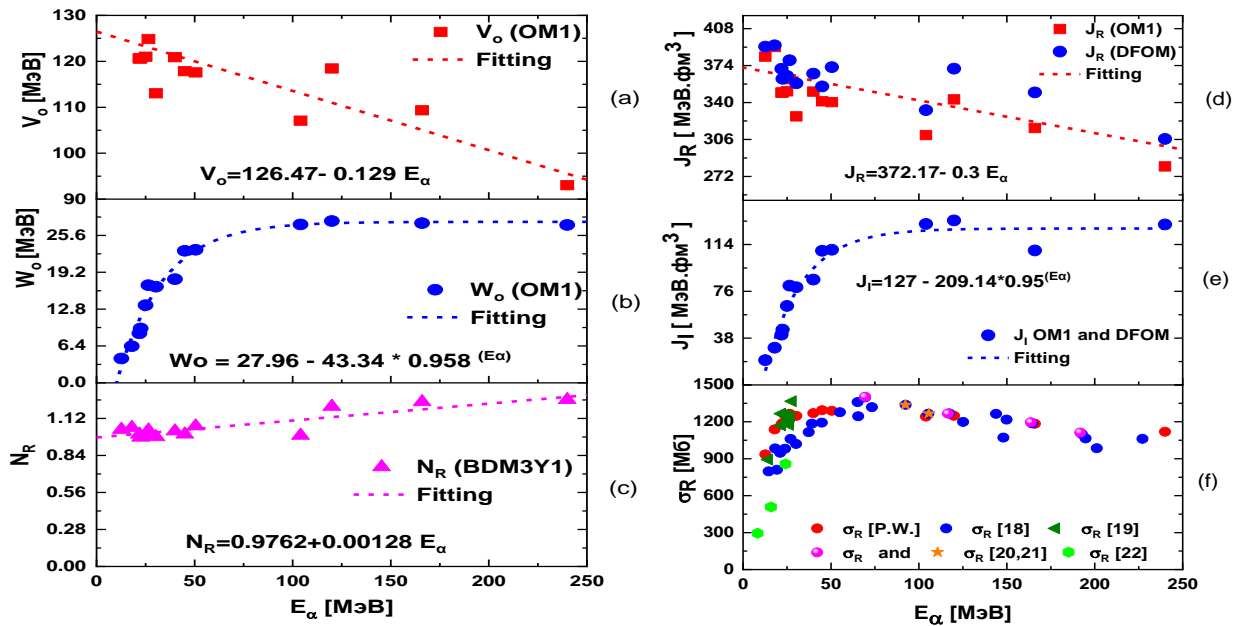 130
120
110
100
90
V₀ [МэВ]
V₀ (OM1)
Fitting
(a)
V₀=126.47- 0.129 Eα
25.6
19.2
12.8
6.4
0.0
W₀ [МэВ]
W₀ (OM1)
Fitting
(b)
Wo = 27.96 - 43.34 * 0.958 (Eα)
1.12
0.84
0.56
0.28
0.00
N_R
N_R (BDM3Y1)
Fitting
(c)
N_R=0.9762+0.00128 Eα
0 50 100 150 200 250
Eα [МэВ]
408
374
340
306
272
J_R [ МэВ.фм³]
J_R (OM1)
J_R (DFOM)
Fitting
(d)
J_R=372.17- 0.3 Eα
114
76
38
J_I [ МэВ.фм³]
J_I=127 - 209.14*0.95(Eα)
(e)
J_I OM1 and DFOM
Fitting
1500
1200
900
600
300
0
σ_R [Мб]
(f)
σ_R [P.W.] σ_R [18] σ_R [19]
σ_R and σ_R [20,21] σ_R [22]
0 50 100 150 200 250
Eα [МэВ]